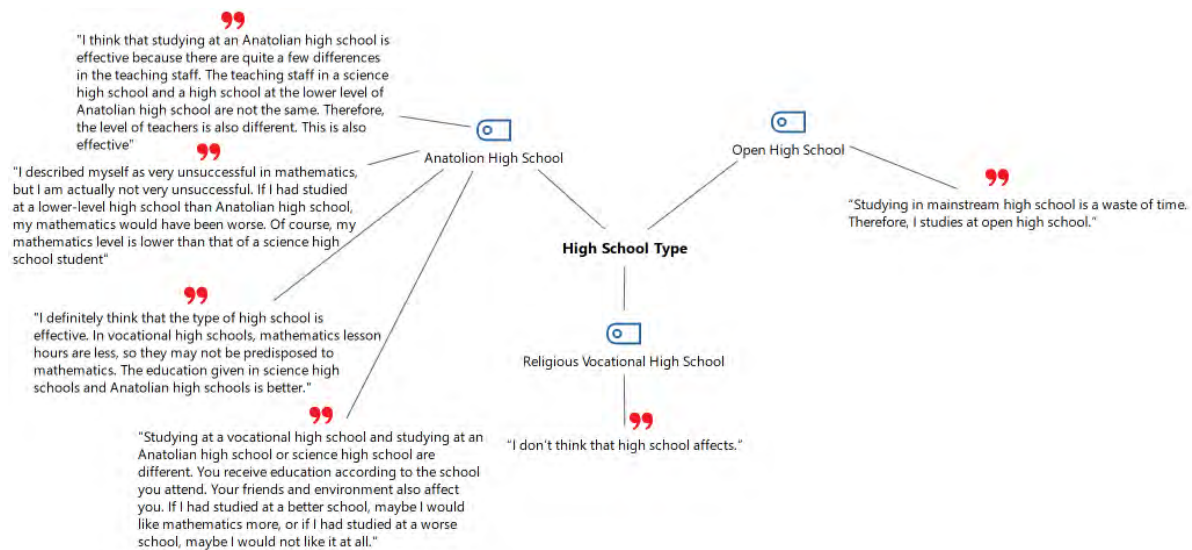 "I think that studying at an Anatolian high school is
effective because there are quite a few differences
in the teaching staff. The teaching staff in a science
high school and a high school at the lower level of
Anatolian high school are not the same. Therefore,
the level of teachers is also different. This is also
effective"
Anatolion High School
Open High School
"I described myself as very unsuccessful in mathematics,
but I am actually not very unsuccessful. If I had studied
at a lower-level high school than Anatolian high school,
my mathematics would have been worse. Of course, my
mathematics level is lower than that of a science high
school student"
"Studying in mainstream high school is a waste of time.
Therefore, I studies at open high school."
High School Type
"I definitely think that the type of high school is
effective. In vocational high schools, mathematics lesson
hours are less, so they may not be predisposed to
mathematics. The education given in science high
schools and Anatolian high schools is better."
Religious Vocational High School
"I don't think that high school affects."
"Studying at a vocational high school and studying at an
Anatolian high school or science high school are
different. You receive education according to the school
you attend. Your friends and environment also affect
you. If I had studied at a better school, maybe I would
like mathematics more, or if I had studied at a worse
school, maybe I would not like it at all."